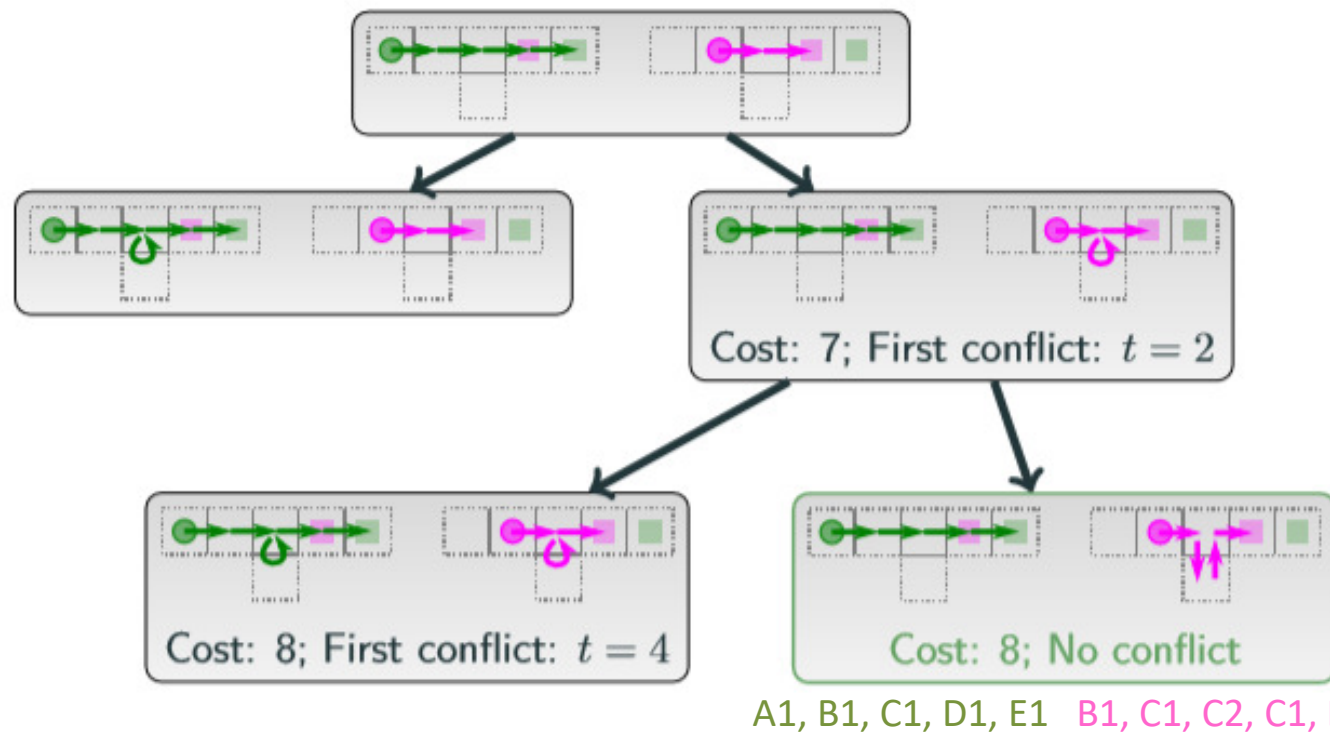 Cost: 7; First conflict: t = 2
Cost: 8; First conflict: t = 4
Cost: 8; No conflict
A1, B1, C1, D1, E1 B1, C1, C2, C1,